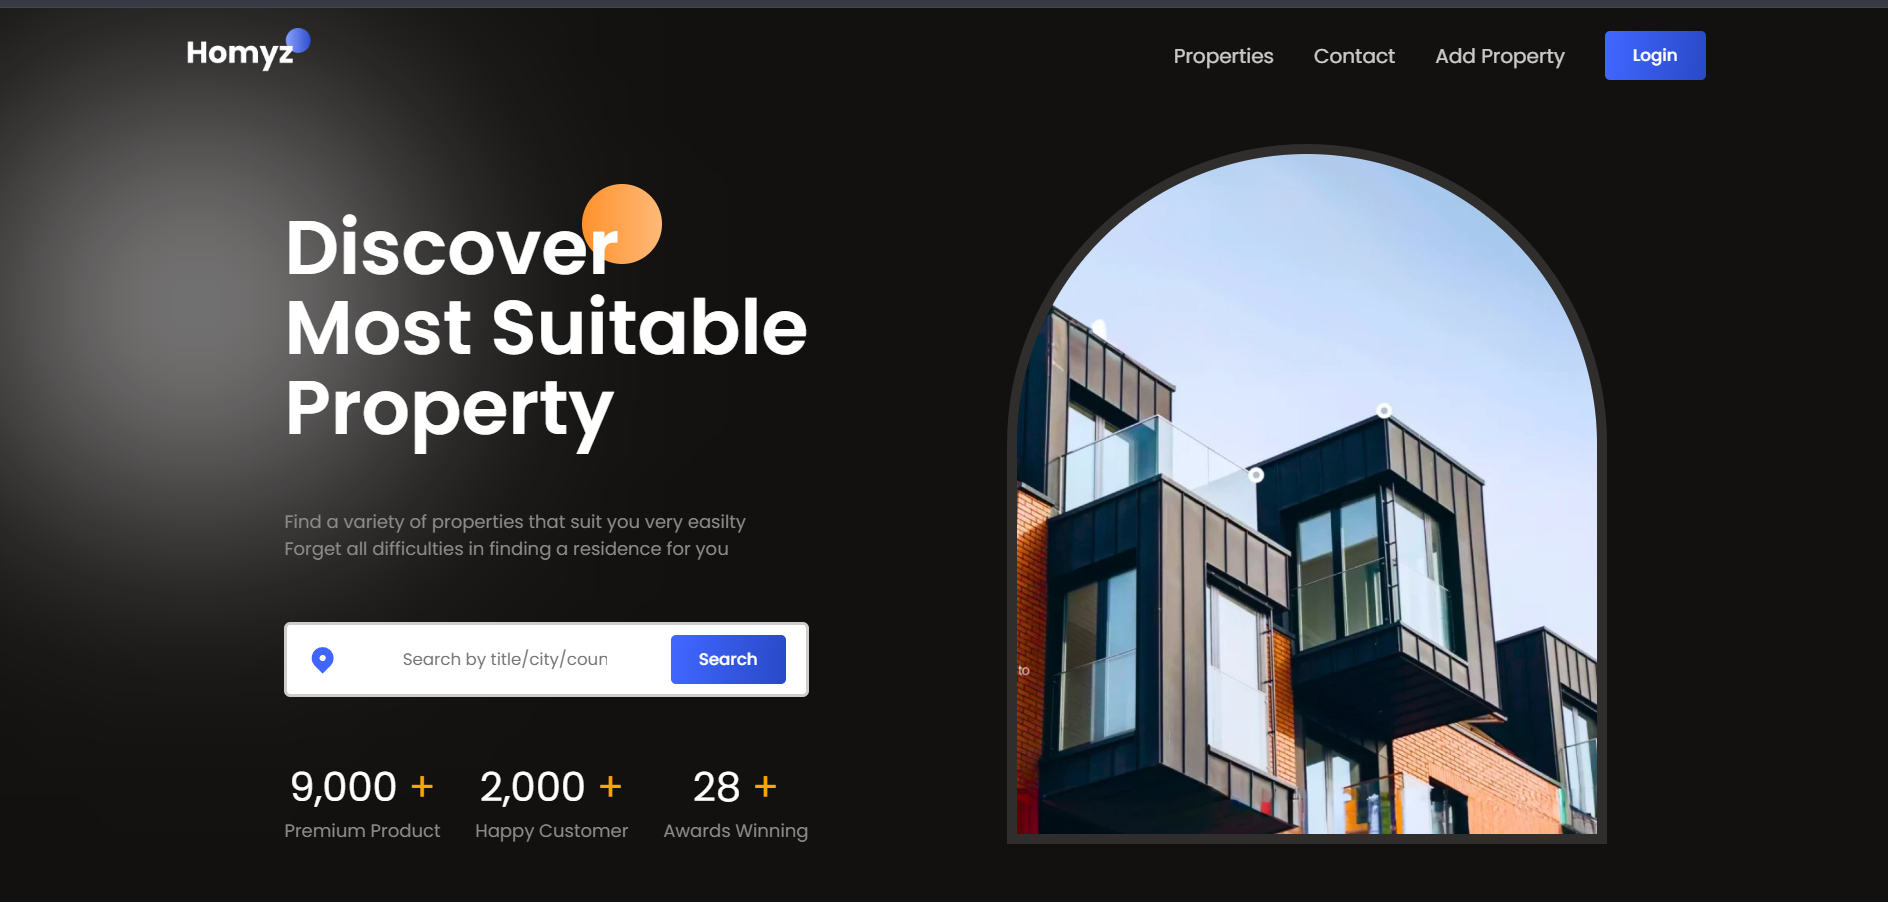 Homyz
Properties
Contact
Add Property
Login
Discover
Most Suitable
Property
Find a variety of properties that suit you very easilty
Forget all difficulties in finding a residence for you
Search by title/city/coun
Search
9,000 +
2,000 +
28 +
Premium Product
Happy Customer
Awards Winning
to